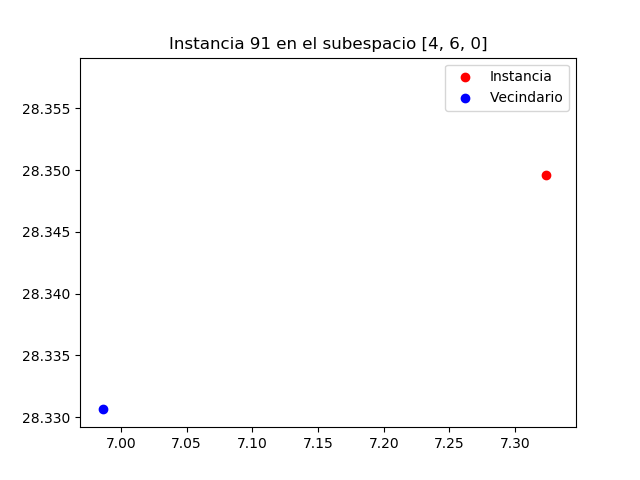 Instancia 91 en el subespacio [4, 6, 0]
Instancia
Vecindario
28.355
28.350
28.345
28.340
28.335
28.330
7.00 7.05 7.10 7.15 7.20 7.25 7.30